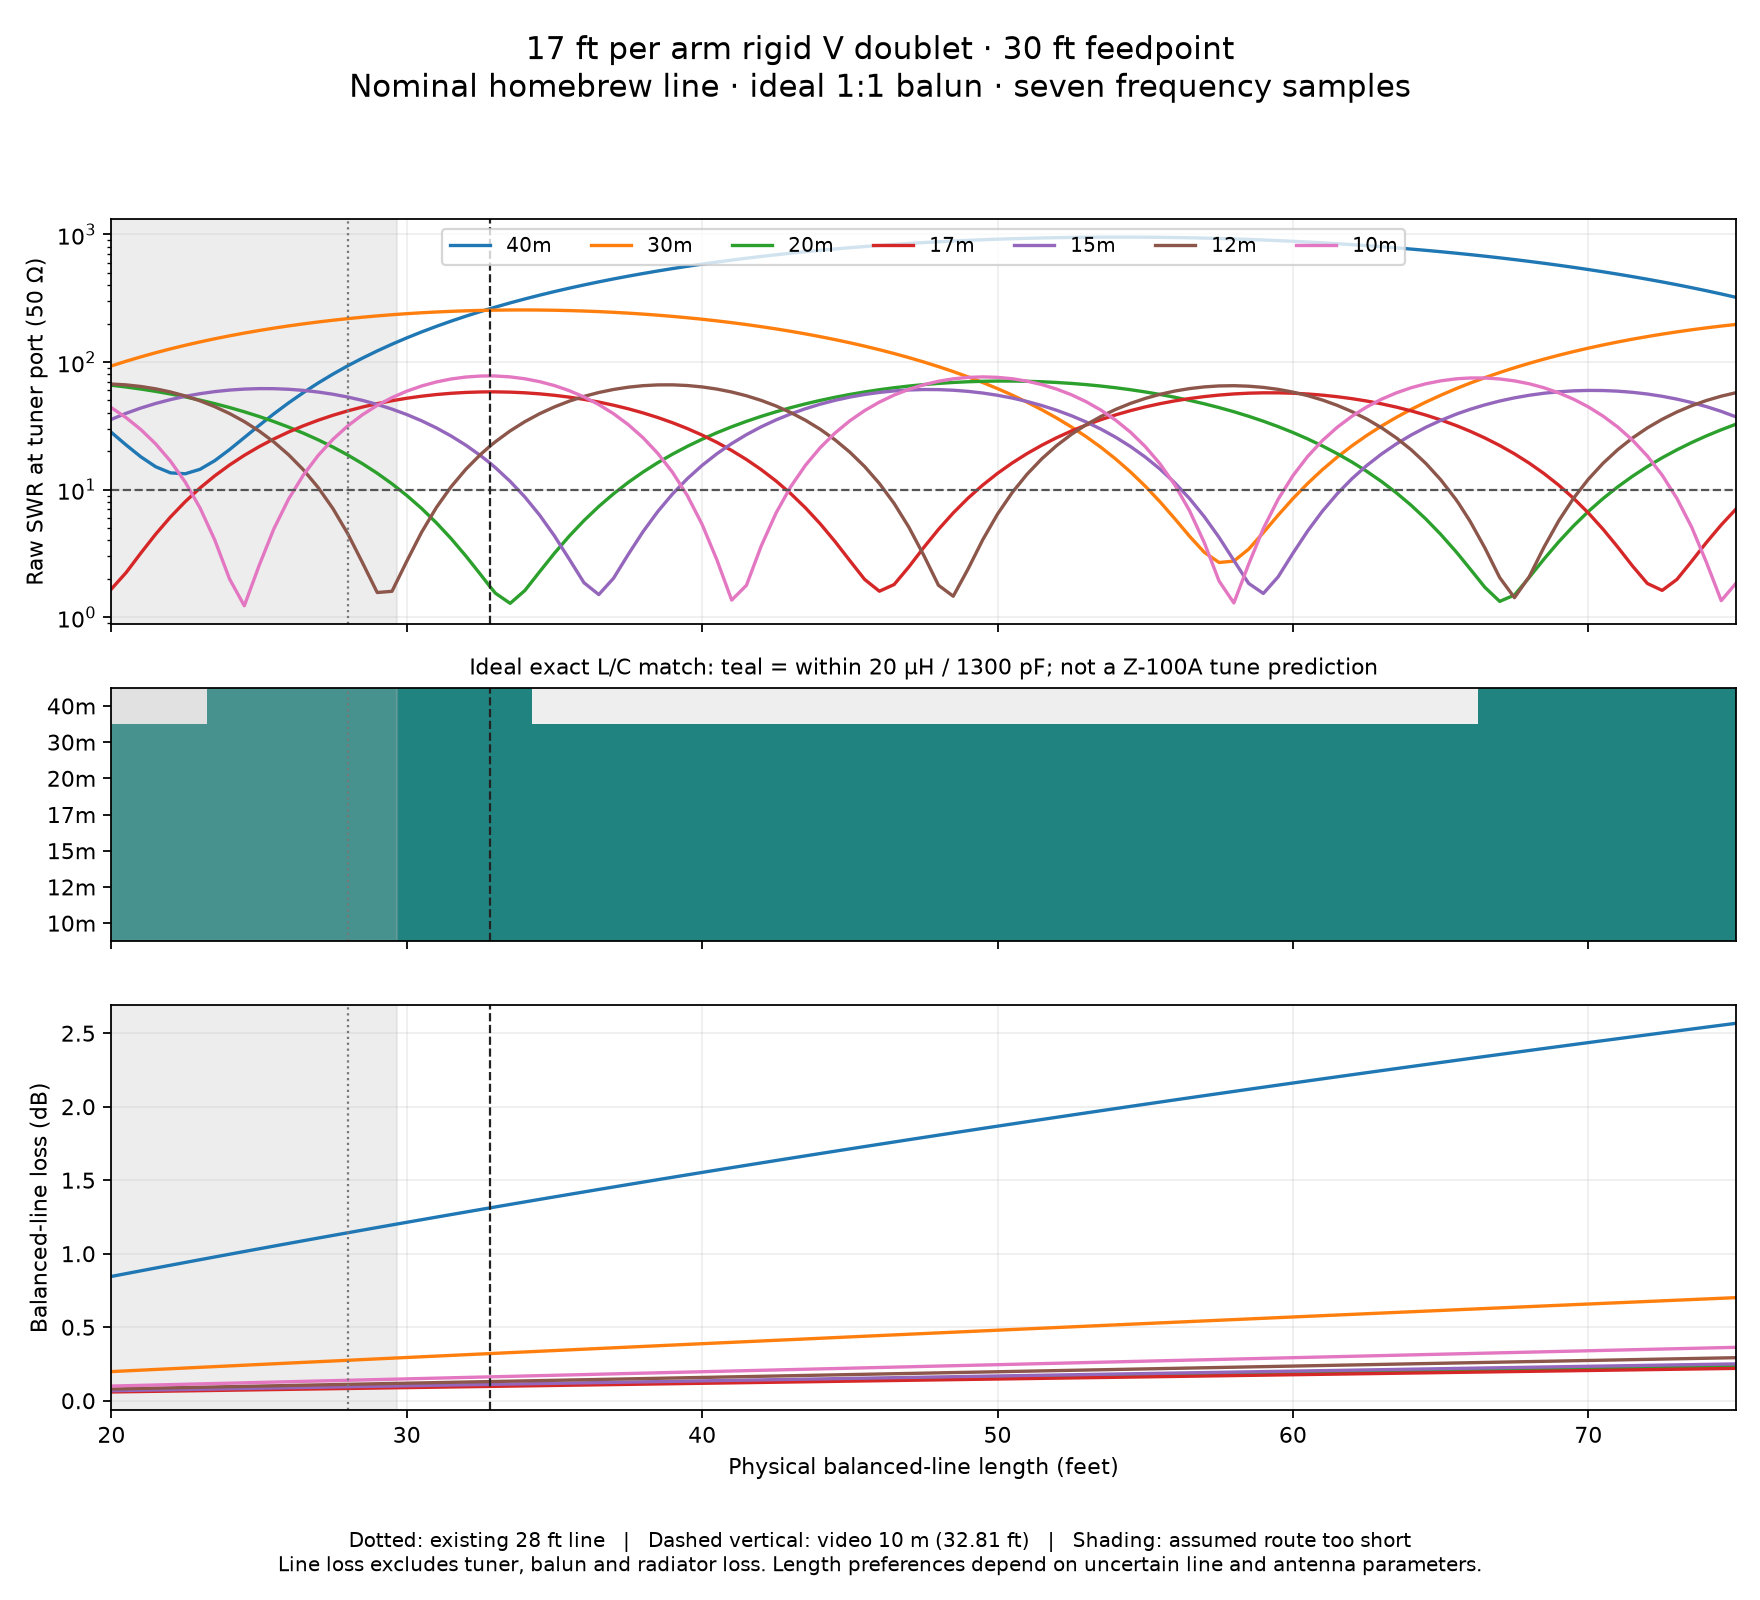 17 ft per arm rigid V doublet · 30 ft feedpoint
Nominal homebrew line · ideal 1:1 balun · seven frequency samples
Raw SWR at tuner port (50 Ω)
10³
10²
10¹
10⁰
40m 30m 20m 17m 15m 12m 10m
Ideal exact L/C match: teal = within 20 µH / 1300 pF; not a Z-100A tune prediction
40m
30m
20m
17m
15m
12m
10m
Balanced-line loss (dB)
2.5
2.0
1.5
1.0
0.5
0.0
20 30 40 50 60 70
Physical balanced-line length (feet)
Dotted: existing 28 ft line | Dashed vertical: video 10 m (32.81 ft) | Shading: assumed route too short
Line loss excludes tuner, balun and radiator loss. Length preferences depend on uncertain line and antenna parameters.